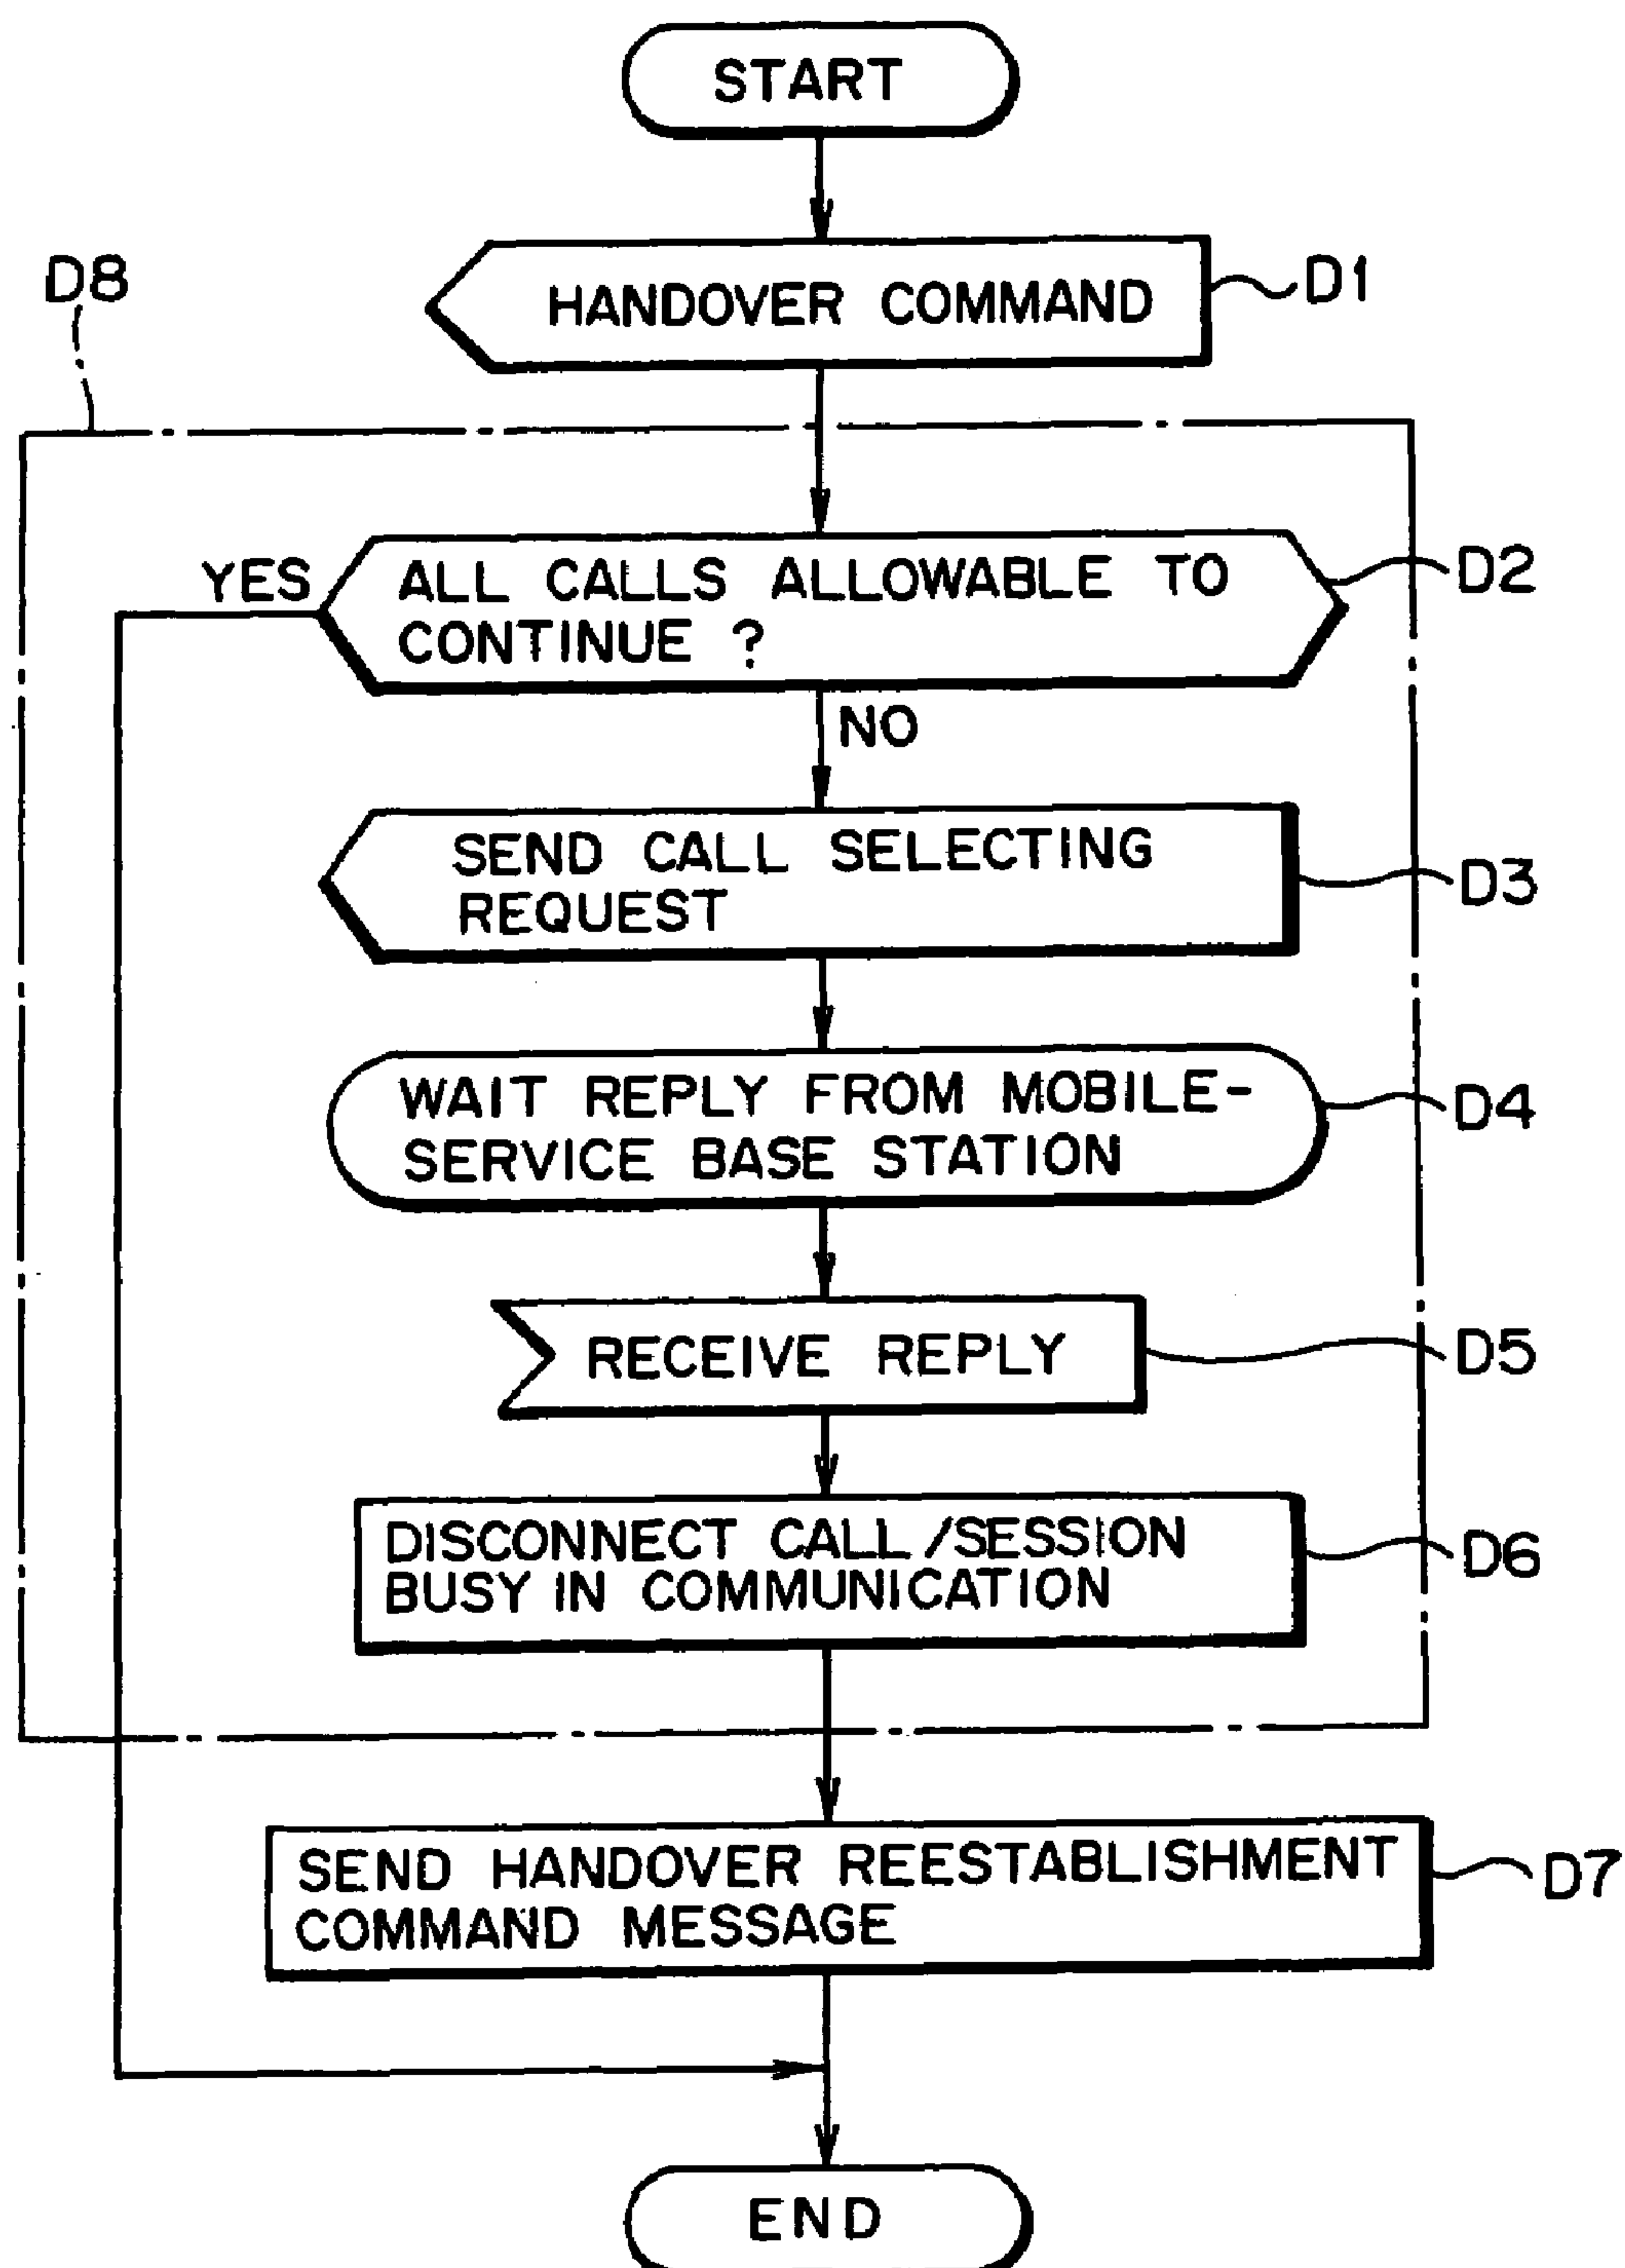 START
HANDOVER COMMAND
D1
D8
YES
ALL CALLS ALLOWABLE TO
CONTINUE ?
D2
NO
SEND CALL SELECTING
REQUEST
D3
WAIT REPLY FROM MOBILE-
SERVICE BASE STATION
D4
RECEIVE REPLY
D5
DISCONNECT CALL/SESSION
BUSY IN COMMUNICATION
D6
SEND HANDOVER REESTABLISHMENT
COMMAND MESSAGE
D7
END